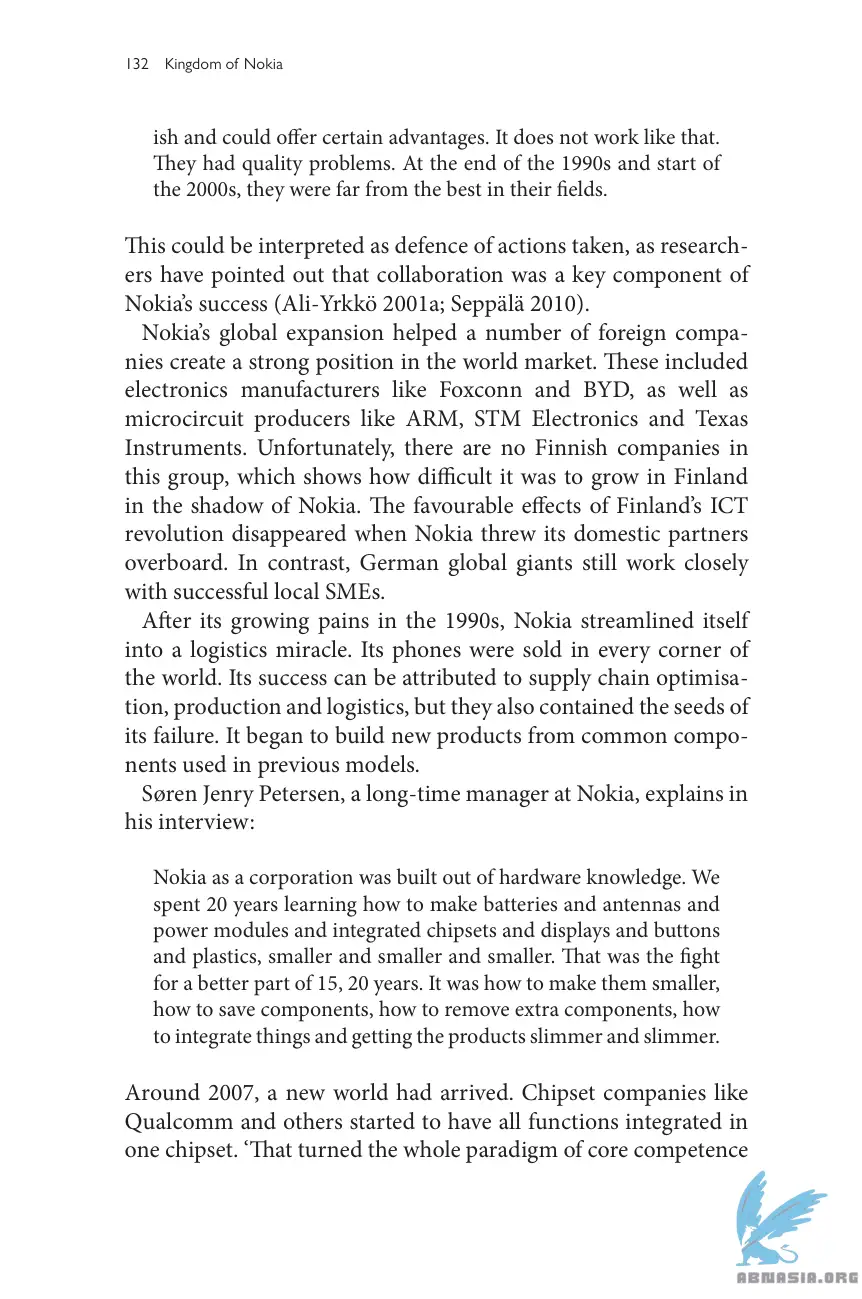 132 Kingdom of Nokia
ish and could offer certain advantages. It does not work like that.
They had quality problems. At the end of the 1990s and start of
the 2000s, they were far from the best in their fields.
This could be interpreted as defence of actions taken, as research-
ers have pointed out that collaboration was a key component of
Nokia’s success (Ali-Yrkkö 2001a; Seppälä 2010).
Nokia’s global expansion helped a number of foreign compa-
nies create a strong position in the world market. These included
electronics manufacturers like Foxconn and BYD, as well as
microcircuit producers like ARM, STM Electronics and Texas
Instruments. Unfortunately, there are no Finnish companies in
this group, which shows how difficult it was to grow in Finland
in the shadow of Nokia. The favourable effects of Finland’s ICT
revolution disappeared when Nokia threw its domestic partners
overboard. In contrast, German global giants still work closely
with successful local SMEs.
After its growing pains in the 1990s, Nokia streamlined itself
into a logistics miracle. Its phones were sold in every corner of
the world. Its success can be attributed to supply chain optimisa-
tion, production and logistics, but they also contained the seeds of
its failure. It began to build new products from common compo-
nents used in previous models.
Søren Jenry Petersen, a long-time manager at Nokia, explains in
his interview:
Nokia as a corporation was built out of hardware knowledge. We
spent 20 years learning how to make batteries and antennas and
power modules and integrated chipsets and displays and buttons
and plastics, smaller and smaller and smaller. That was the fight
for a better part of 15, 20 years. It was how to make them smaller,
how to save components, how to remove extra components, how
to integrate things and getting the products slimmer and slimmer.
Around 2007, a new world had arrived. Chipset companies like
Qualcomm and others started to have all functions integrated in
one chipset. ‘That turned the whole paradigm of core competence
ABNASIA.ORG